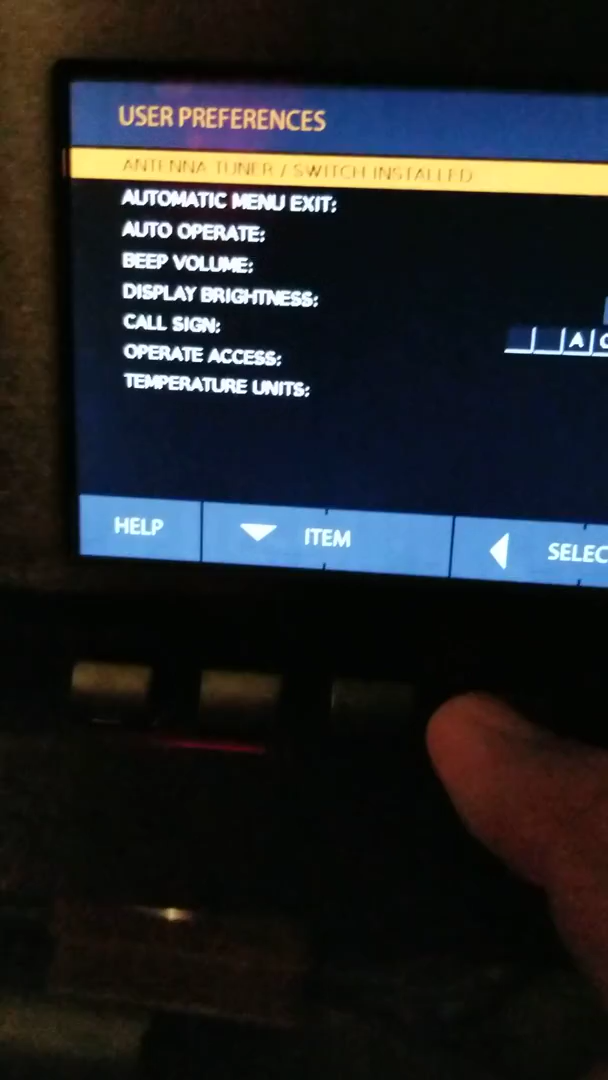 USER PREFERENCES
ANTENNA TUNER / SWITCH INSTALLED
AUTOMATIC MENU EXIT:
AUTO OPERATE:
BEEP VOLUME:
DISPLAY BRIGHTNESS:
CALL SIGN: A
OPERATE ACCESS:
TEMPERATURE UNITS:
HELP ITEM SELEC